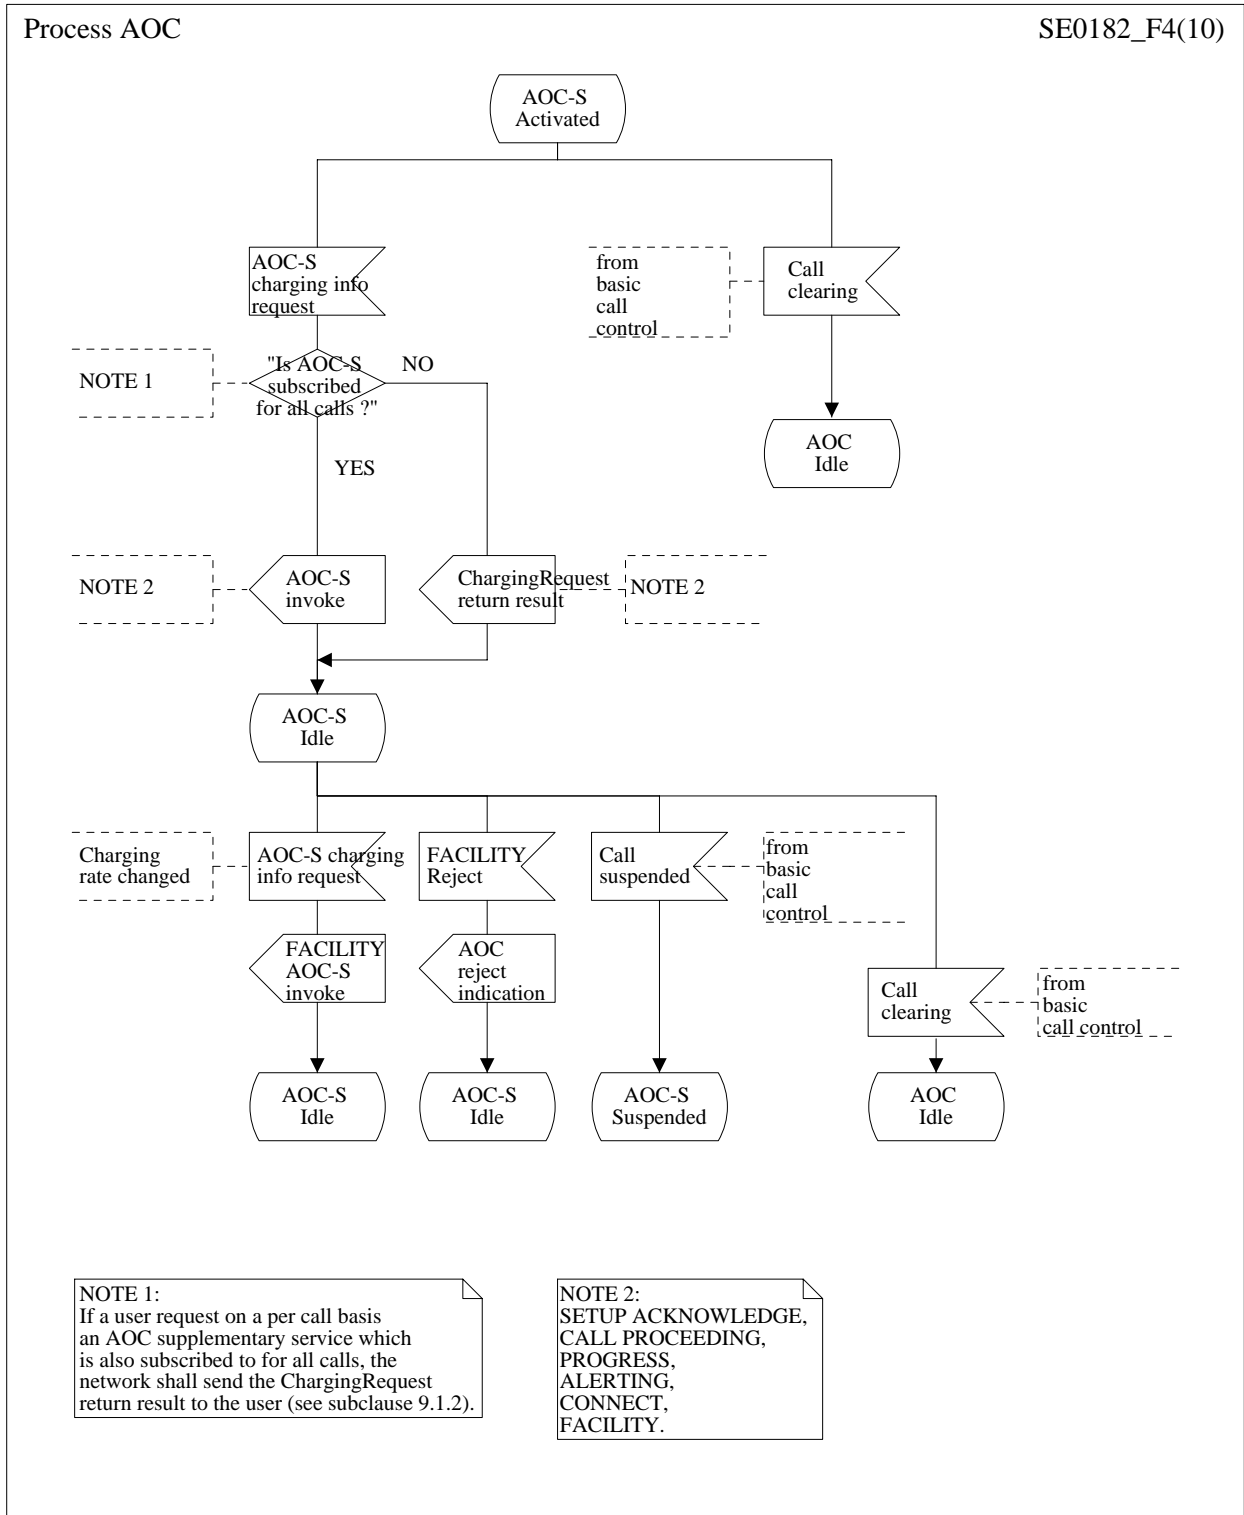 Process AOC
SE0182_F4(10)
AOC-S
Activated
AOC-S
charging info
request
from
basic
call
control
Call
clearing
NOTE 1
"Is AOC-S
subscribed
for all calls ?"
NO
YES
AOC
Idle
NOTE 2
AOC-S
invoke
ChargingRequest
return result
NOTE 2
AOC-S
Idle
Charging
rate changed
AOC-S charging
info request
FACILITY
Reject
Call
suspended
from
basic
call
control
FACILITY
AOC-S
invoke
AOC
reject
indication
Call
clearing
from
basic
call control
AOC-S
Idle
AOC-S
Idle
AOC-S
Suspended
AOC
Idle
NOTE 1:
If a user request on a per call basis
an AOC supplementary service which
is also subscribed to for all calls, the
network shall send the ChargingRequest
return result to the user (see subclause 9.1.2).
NOTE 2:
SETUP ACKNOWLEDGE,
CALL PROCEEDING,
PROGRESS,
ALERTING,
CONNECT,
FACILITY.